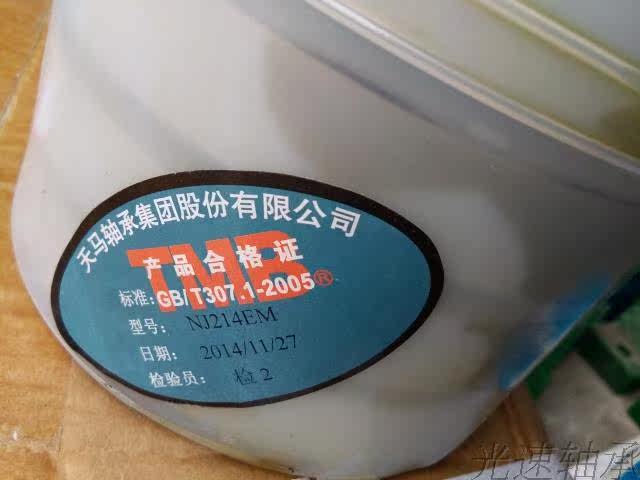 天马轴承集团股份有限公司
TMB®
产品合格证
标准:GB/T307.1-2005
型号: NJ214EM
日期: 2014/11/27
检验员: 检2
光速轴承